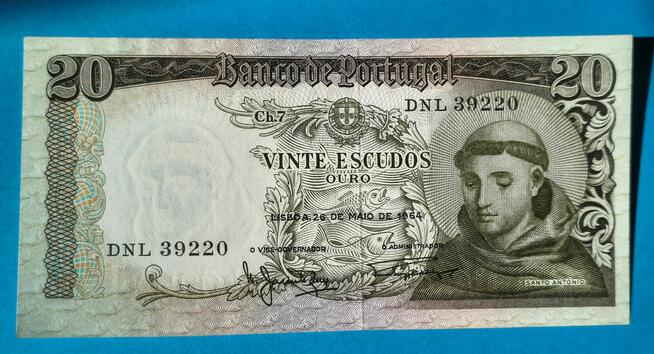 20 Banco de Portugal 20
Ch.7
DNL 39220
VINTE ESCUDOS
OURO
LISBOA, 26 DE MAIO DE 1964
DNL 39220
O VICE-GOVERNADOR
O ADMINISTRADOR
SANTO ANTONIO